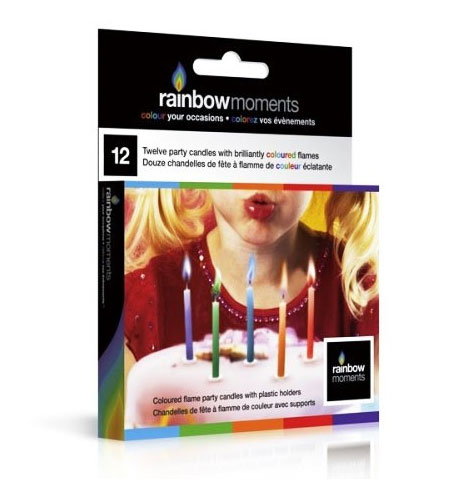 rainbowmoments
colour your occasions • colorez vos évènements
12
Twelve party candles with brilliantly coloured flames
Douze chandelles de fête à flamme de couleur éclatante
rainbowmoments
rainbow
moments
Coloured flame party candles with plastic holders
Chandelles de fête à flamme de couleur avec supports